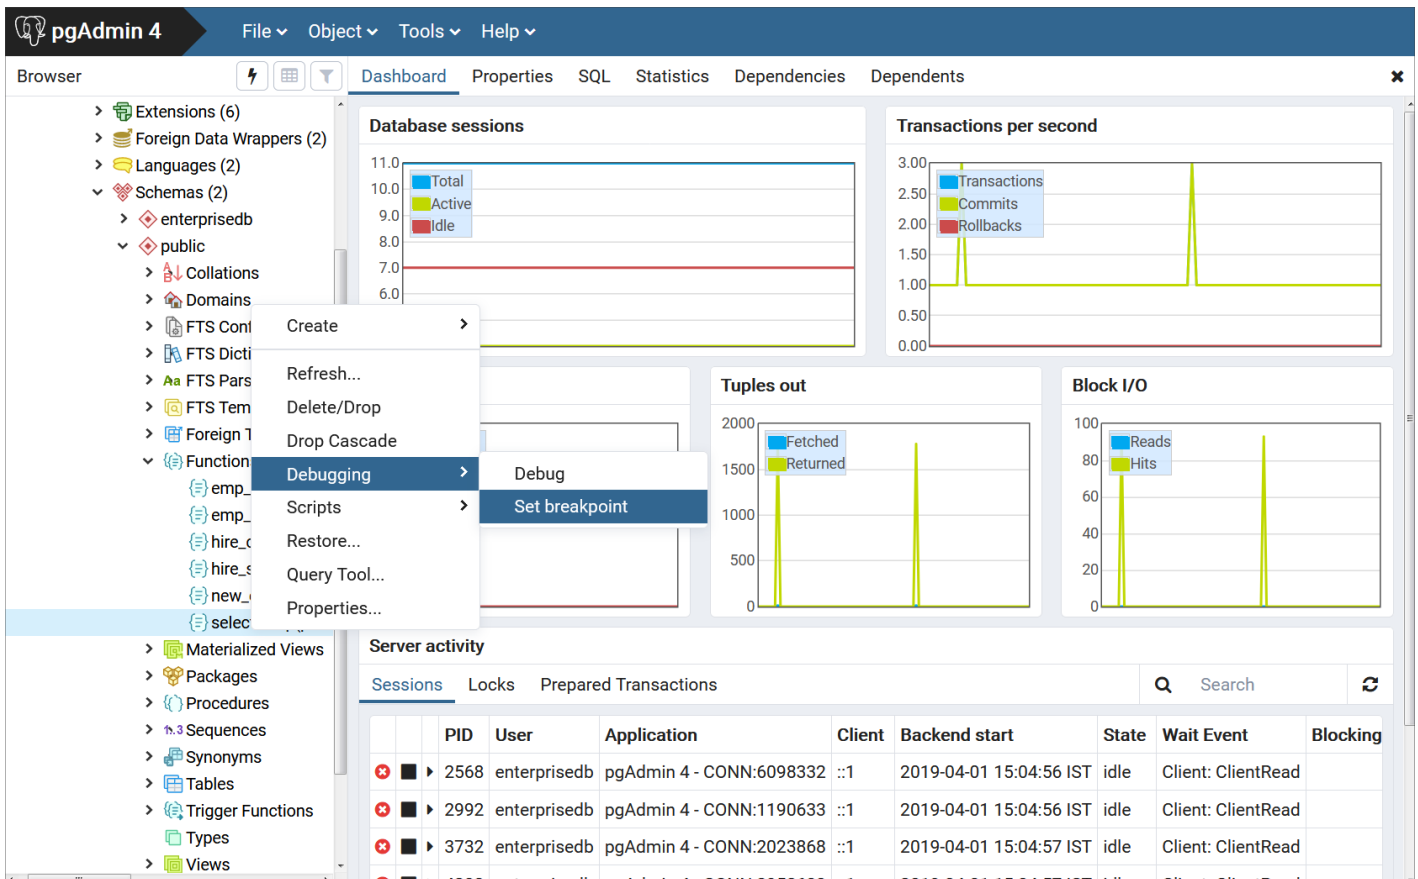 pgAdmin 4
File Object Tools Help
Browser
Dashboard Properties SQL Statistics Dependencies Dependents
Extensions (6)
Foreign Data Wrappers (2)
Languages (2)
Schemas (2)
enterprisedb
public
Collations
Domains
FTS Conf
FTS Dicti
Aa FTS Pars
FTS Tem
Foreign T
Function
emp_
emp_
hire_c
hire_s
new_
selec
Materialized Views
Packages
Procedures
1..3 Sequences
Synonyms
Tables
Trigger Functions
Types
Views
Create
Refresh...
Delete/Drop
Drop Cascade
Debugging
Scripts
Restore...
Query Tool...
Properties...
Debug
Set breakpoint
Database sessions
11.0
10.0
9.0
8.0
7.0
6.0
Total
Active
Idle
Transactions per second
3.00
2.50
2.00
1.50
1.00
0.50
0.00
Transactions
Commits
Rollbacks
Tuples out
2000
1500
1000
500
0
Fetched
Returned
Block I/O
100
80
60
40
20
0
Reads
Hits
Server activity
Sessions Locks Prepared Transactions
Search
PID User Application Client Backend start State Wait Event Blocking
2568 enterprisedb pgAdmin 4 - CONN:6098332 ::1 2019-04-01 15:04:56 IST idle Client: ClientRead
2992 enterprisedb pgAdmin 4 - CONN:1190633 ::1 2019-04-01 15:04:56 IST idle Client: ClientRead
3732 enterprisedb pgAdmin 4 - CONN:2023868 ::1 2019-04-01 15:04:57 IST idle Client: ClientRead